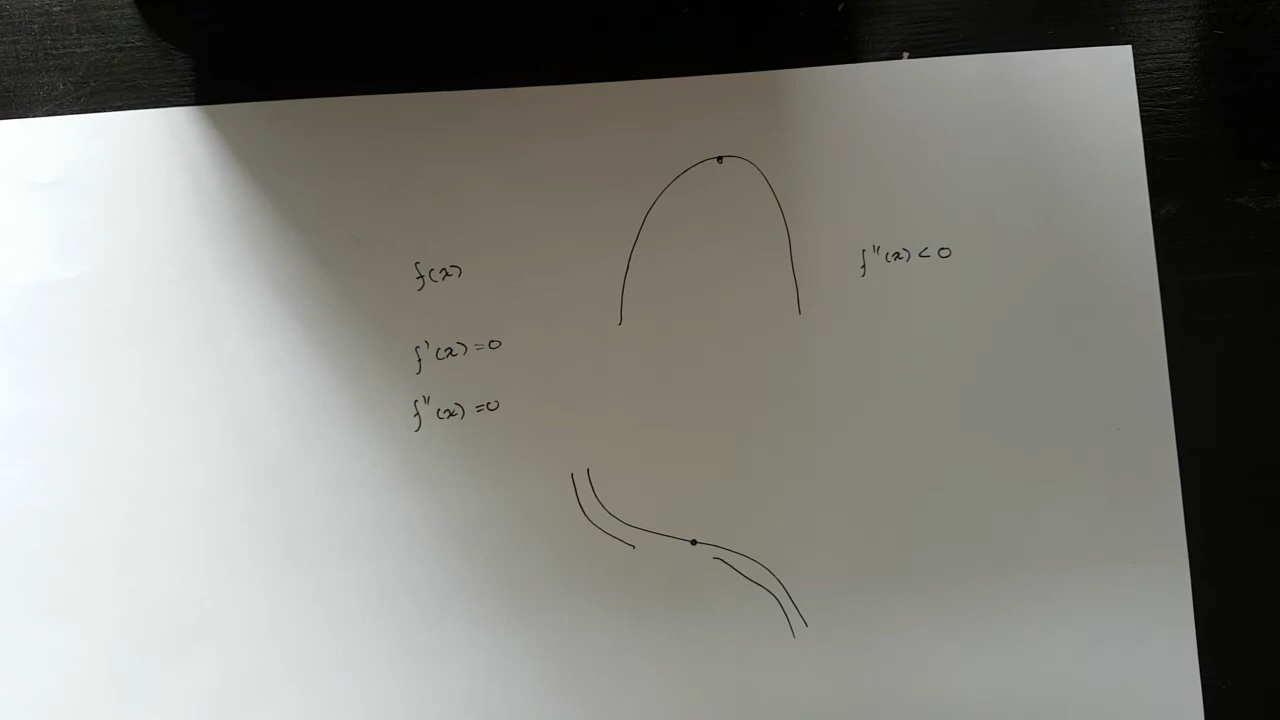 f(x)
f''(x) < 0
f'(x) = 0
f''(x) = 0